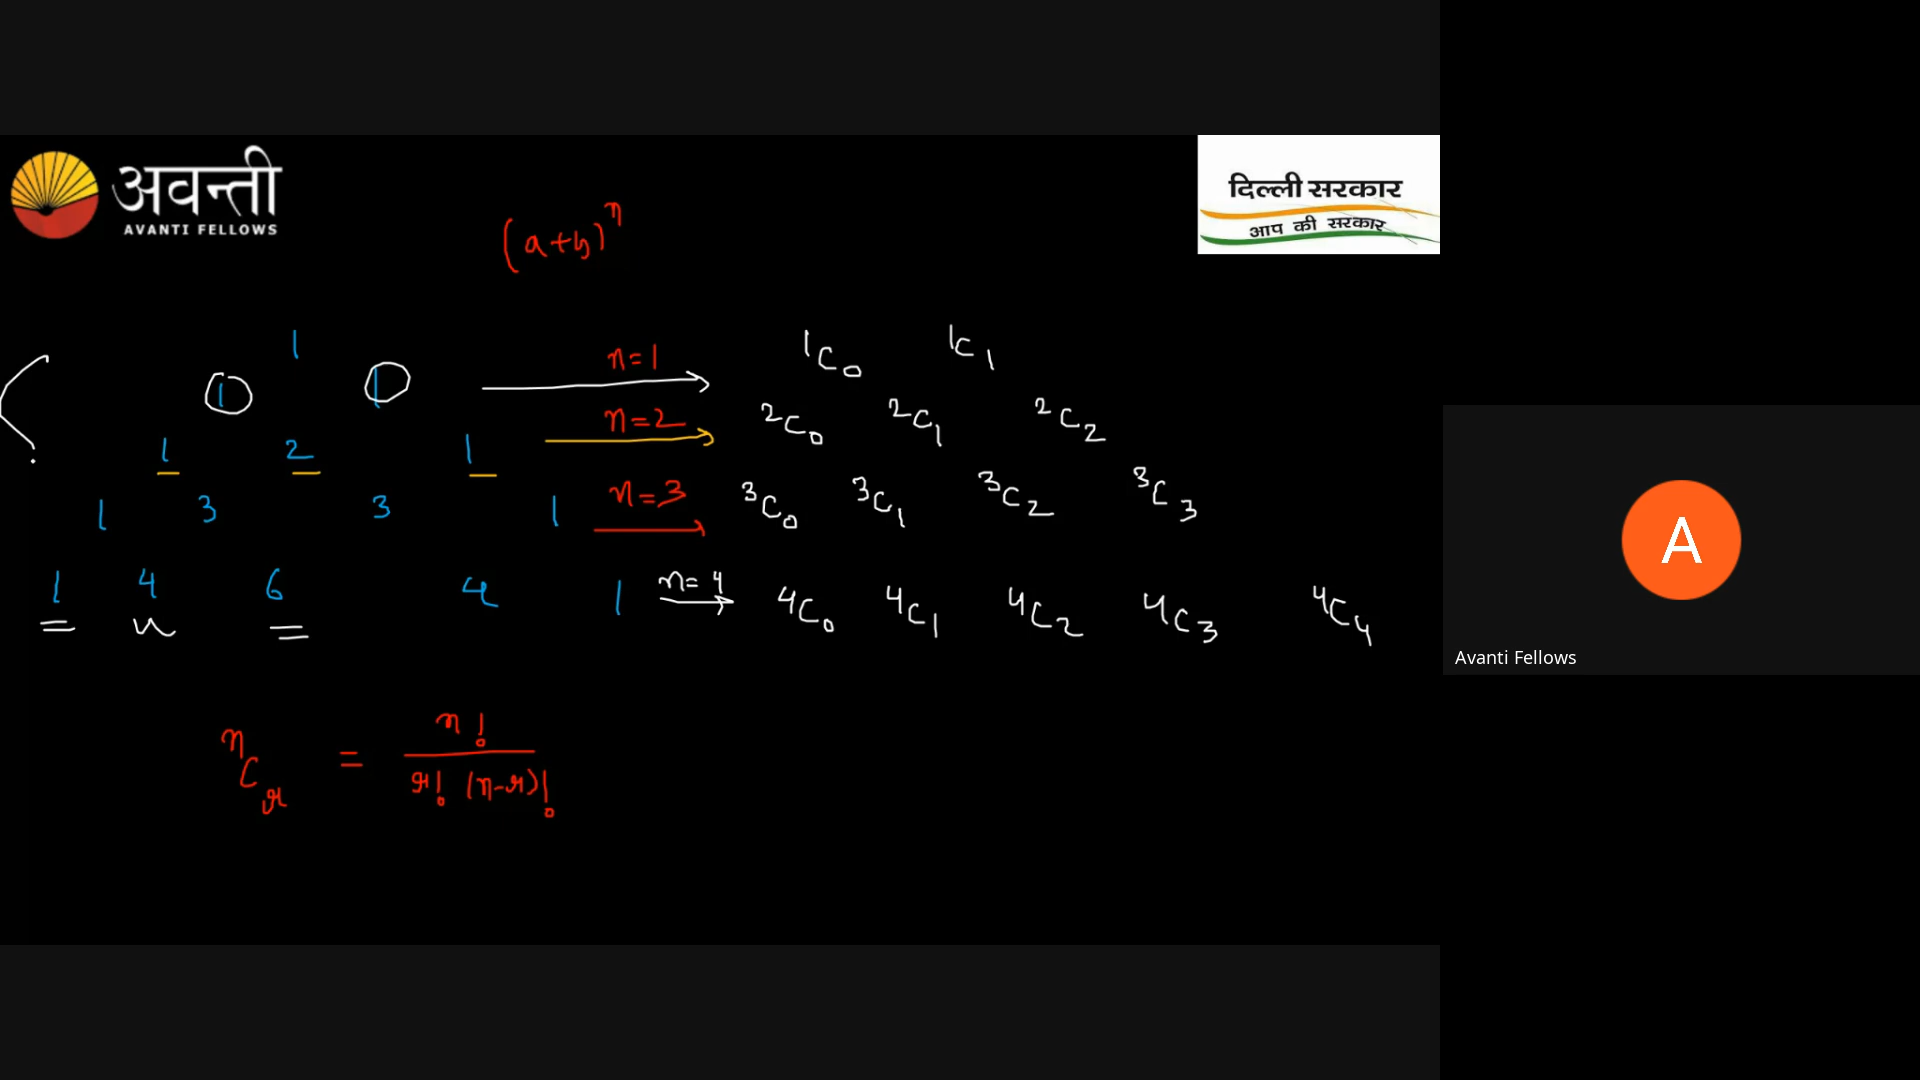 अवन्ती
AVANTI FELLOWS
दिल्ली सरकार
आप की सरकार
(a+b)ⁿ
1
1 1 n=1 ¹C₀ ¹C₁
1 2 1 n=2 ²C₀ ²C₁ ²C₂
1 3 3 1 n=3 ³C₀ ³C₁ ³C₂ ³C₃
1 4 6 4 1 n=4 ⁴C₀ ⁴C₁ ⁴C₂ ⁴C₃ ⁴C₄
ⁿCᵣ = n! / r! (n-r)!
A
Avanti Fellows